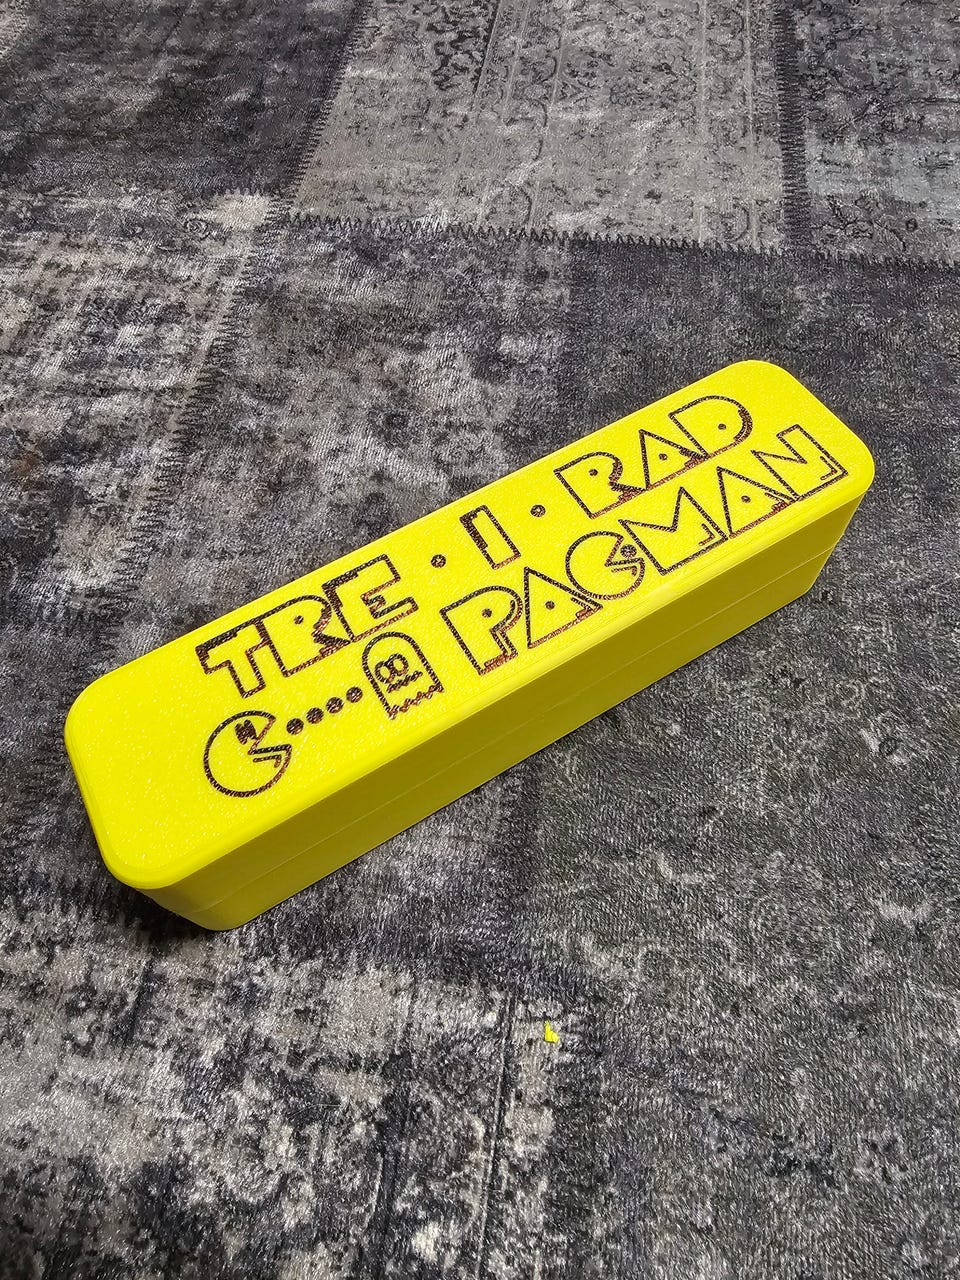 TRE · I · RAD
PACMAN